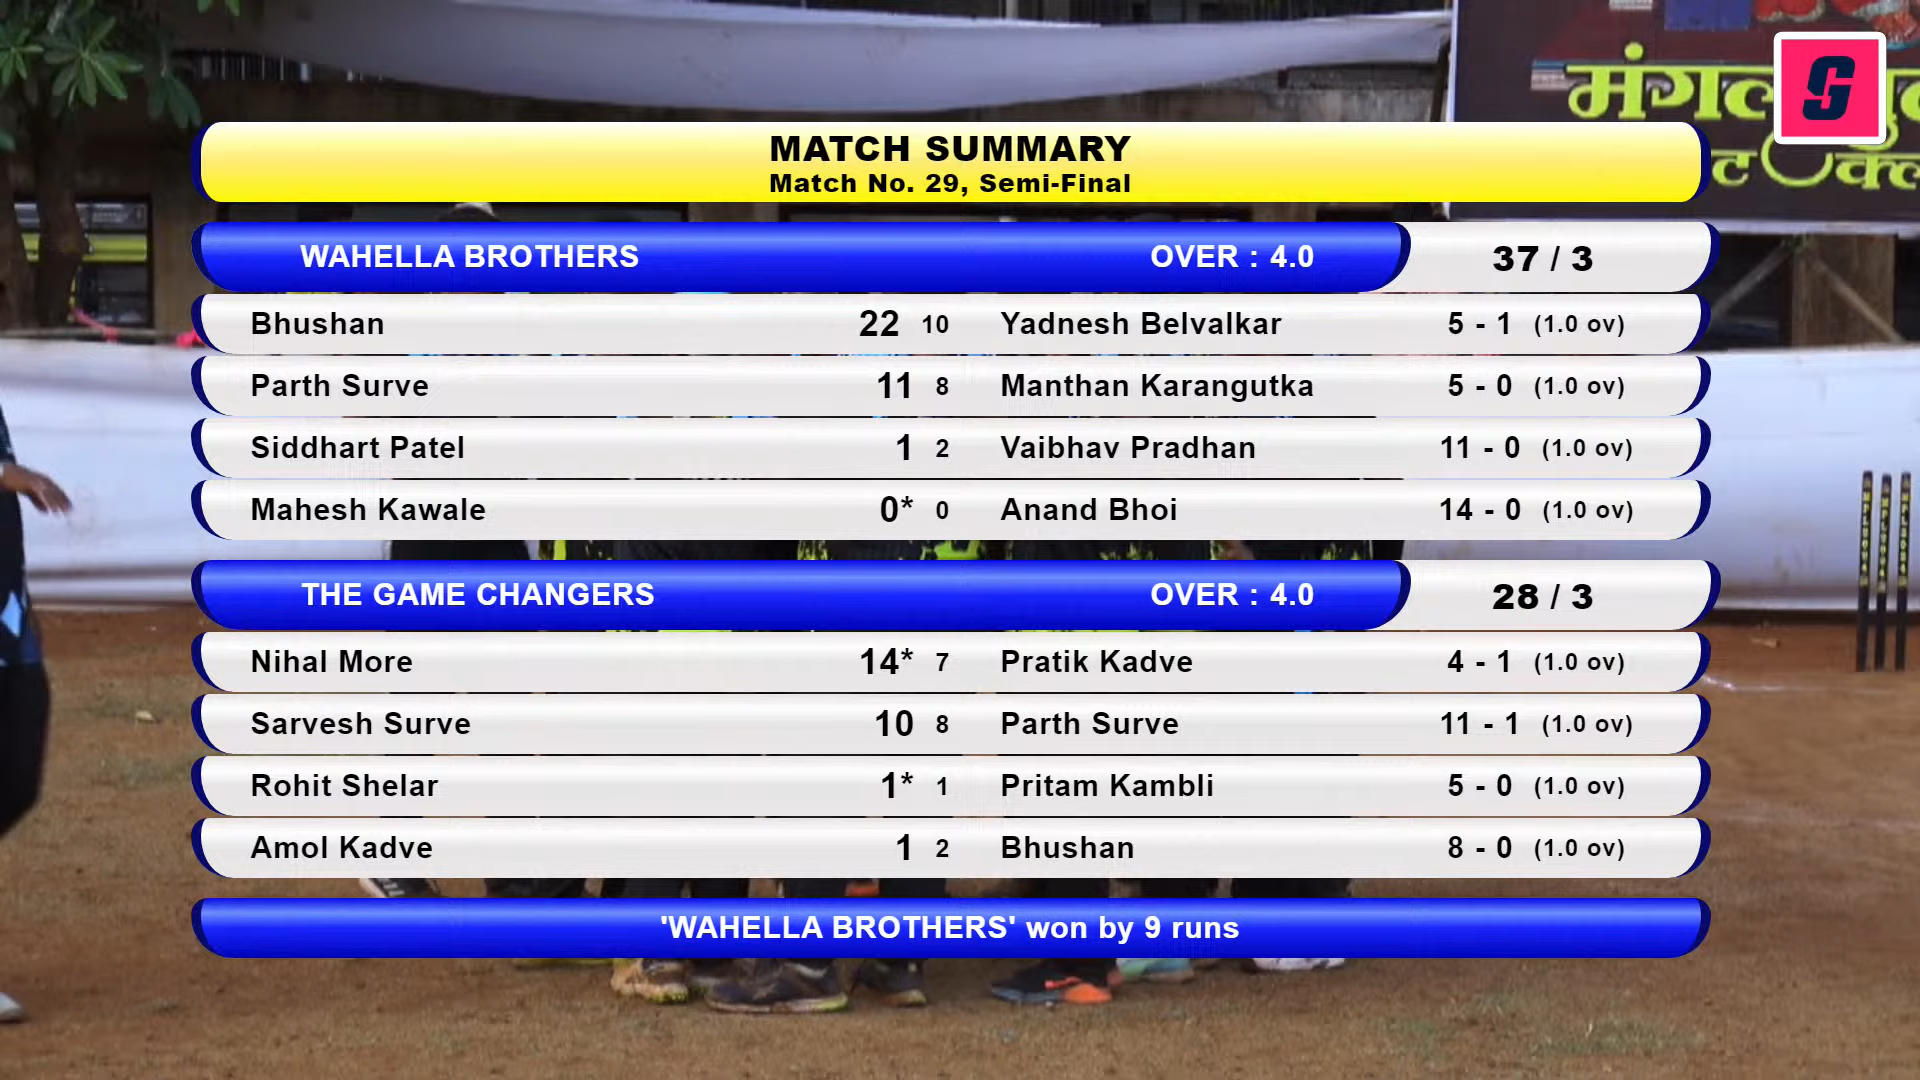 MATCH SUMMARY
Match No. 29, Semi-Final
WAHELLA BROTHERS OVER : 4.0 37 / 3
Bhushan 22 10 Yadnesh Belvalkar 5 - 1 (1.0 ov)
Parth Surve 11 8 Manthan Karangutka 5 - 0 (1.0 ov)
Siddhart Patel 1 2 Vaibhav Pradhan 11 - 0 (1.0 ov)
Mahesh Kawale 0* 0 Anand Bhoi 14 - 0 (1.0 ov)
THE GAME CHANGERS OVER : 4.0 28 / 3
Nihal More 14* 7 Pratik Kadve 4 - 1 (1.0 ov)
Sarvesh Surve 10 8 Parth Surve 11 - 1 (1.0 ov)
Rohit Shelar 1* 1 Pritam Kambli 5 - 0 (1.0 ov)
Amol Kadve 1 2 Bhushan 8 - 0 (1.0 ov)
'WAHELLA BROTHERS' won by 9 runs
G